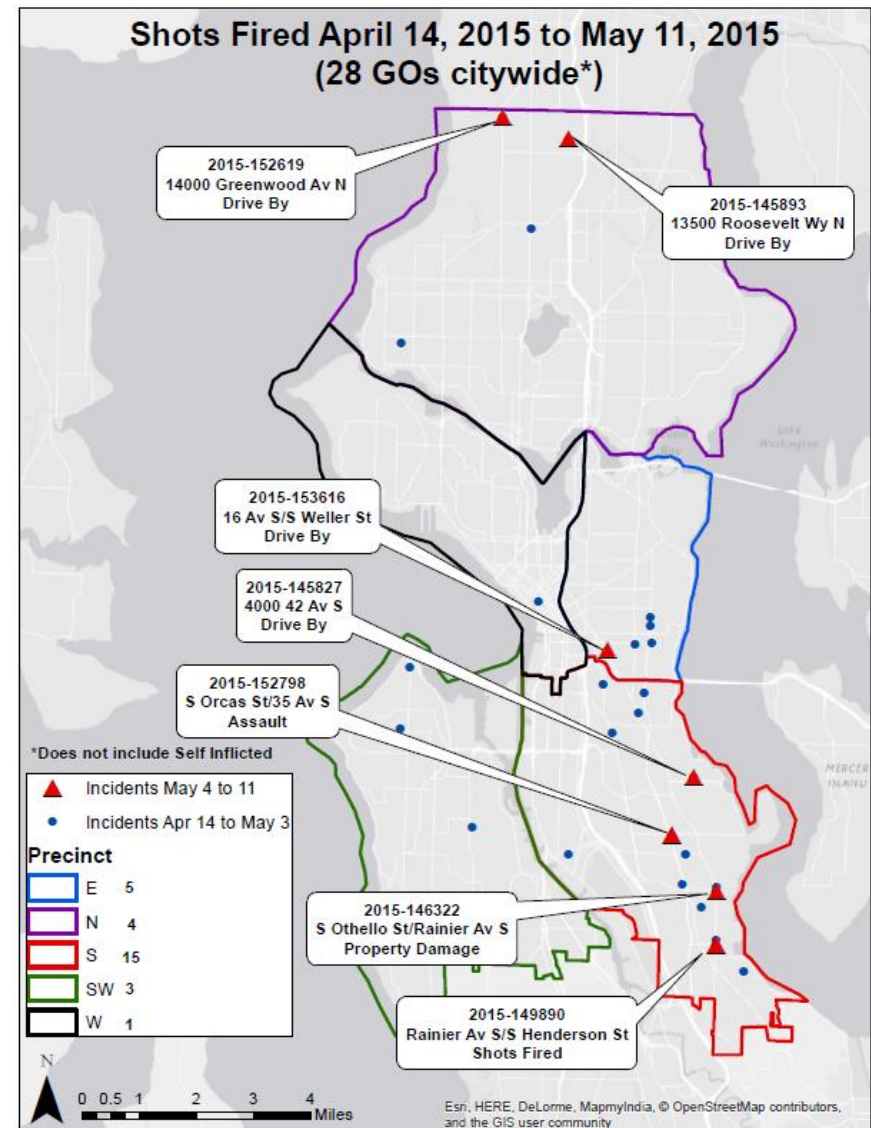 Shots Fired April 14, 2015 to May 11, 2015
(28 GOs citywide*)
2015-152619
14000 Greenwood Av N
Drive By
2015-145893
13500 Roosevelt Wy N
Drive By
Lake
Washington
Bay
2015-153616
16 Av S/S Weller St
Drive By
2015-145827
4000 42 Av S
Drive By
2015-152798
S Orcas St/35 Av S
Assault
*Does not include Self Inflicted
MERCER
ISLAND
Incidents May 4 to 11
Incidents Apr 14 to May 3
Precinct
E 5
N 4
S 15
SW 3
W 1
2015-146322
S Othello St/Rainier Av S
Property Damage
2015-149890
Rainier Av S/S Henderson St
Shots Fired
N
0 0.5 1 2 3 4
Miles
Esri, HERE, DeLorme, MapmyIndia, © OpenStreetMap contributors,
and the GIS user community